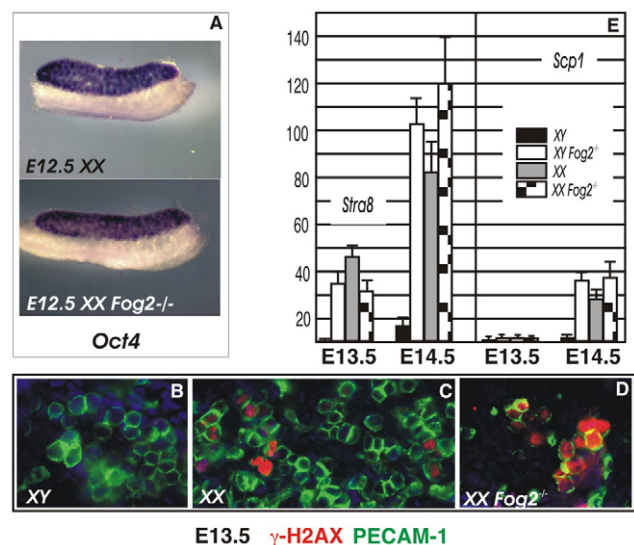 A
E12.5 XX
E12.5 XX Fog2-/-
Oct4
E
140
120
100
80
60
40
20
Stra8
Scp1
XY
XY Fog2-/-
XX
XX Fog2-/-
E13.5 E14.5 E13.5 E14.5
B
XY
C
XX
D
XX Fog2-/-
E13.5 γ-H2AX PECAM-1